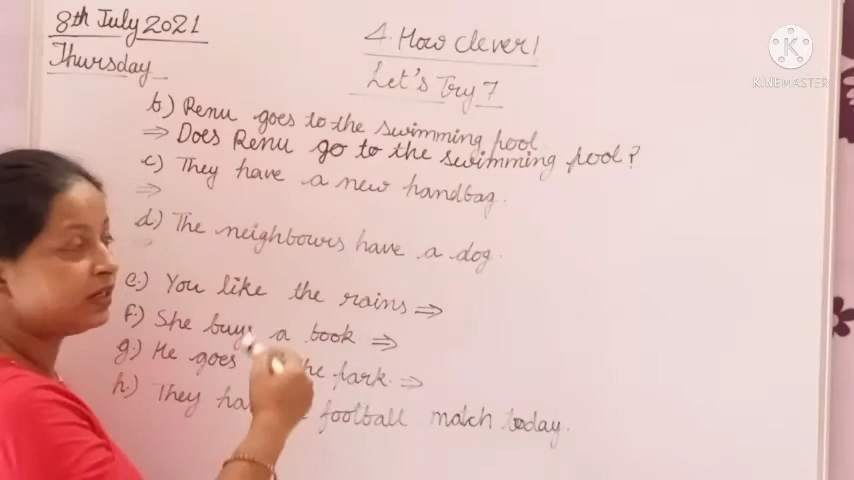 8th July 2021
Thursday
4. How clever!
Let's Try 7
b.) Renu goes to the swimming pool
⇒ Does Renu go to the swimming pool?
c.) They have a new handbag.
⇒
d.) The neighbours have a dog.
e.) You like the rains ⇒
f.) She buys a book ⇒
g.) He goes the park. ⇒
h.) They football match today.
KINEMASTER